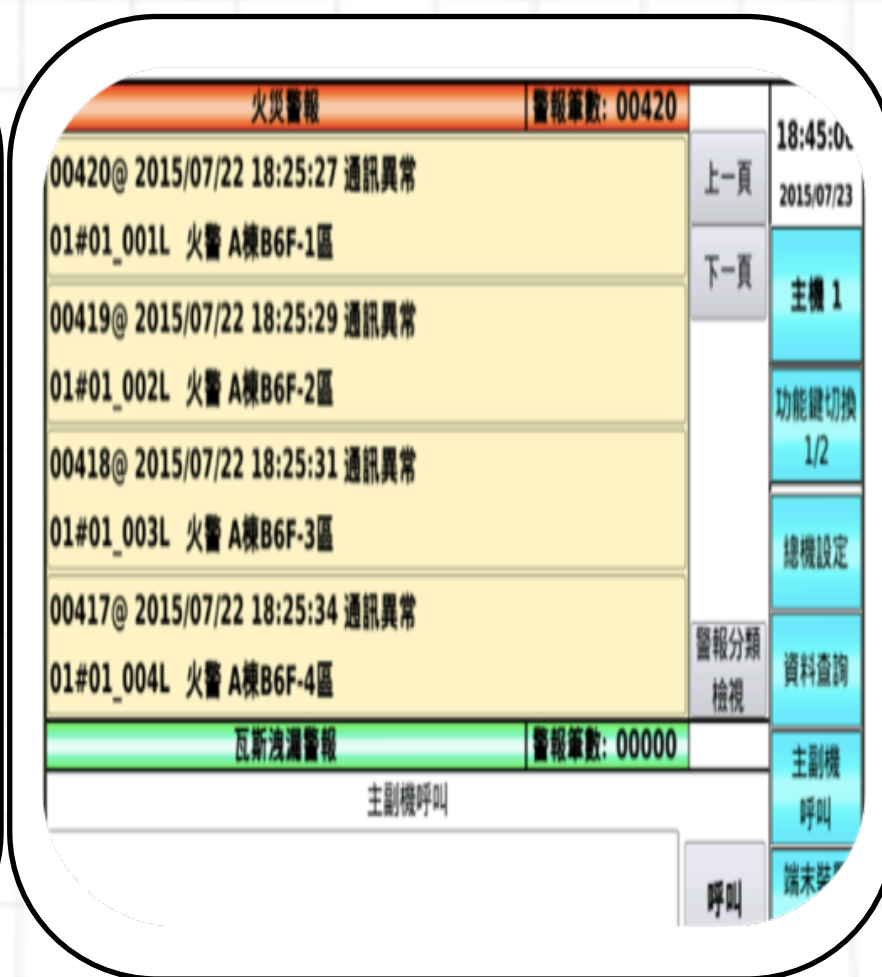 火災警報 警報筆數: 00420
00420@ 2015/07/22 18:25:27 通訊異常
01#01_001L 火警 A棟B6F-1區
00419@ 2015/07/22 18:25:29 通訊異常
01#01_002L 火警 A棟B6F-2區
00418@ 2015/07/22 18:25:31 通訊異常
01#01_003L 火警 A棟B6F-3區
00417@ 2015/07/22 18:25:34 通訊異常
01#01_004L 火警 A棟B6F-4區
瓦斯洩漏警報 警報筆數: 00000
主副機呼叫
上一頁
下一頁
警報分類
檢視
呼叫
18:45:0
2015/07/23
主機 1
功能鍵切換
1/2
總機設定
資料查詢
主副機
呼叫
端末